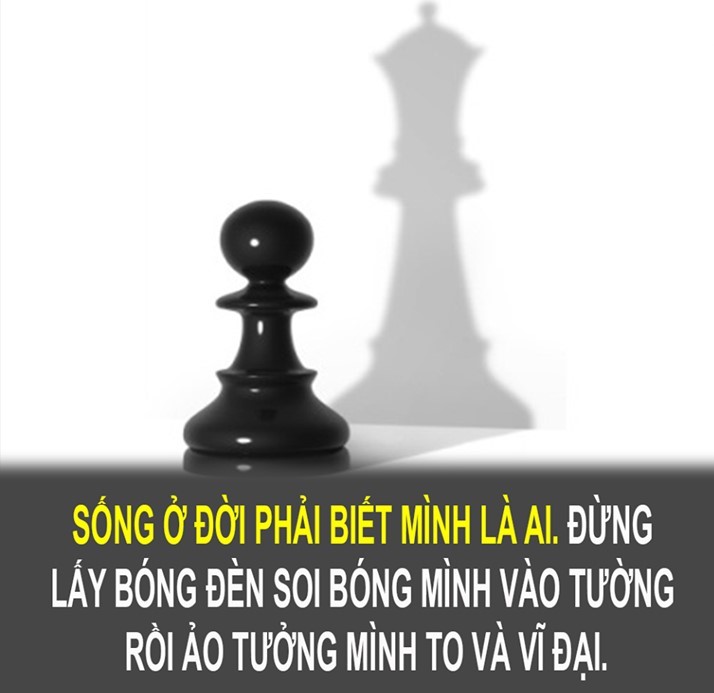 SỐNG Ở ĐỜI PHẢI BIẾT MÌNH LÀ AI. ĐỪNG
LẤY BÓNG ĐÈN SOI BÓNG MÌNH VÀO TƯỜNG
RỒI ẢO TƯỞNG MÌNH TO VÀ VĨ ĐẠI.